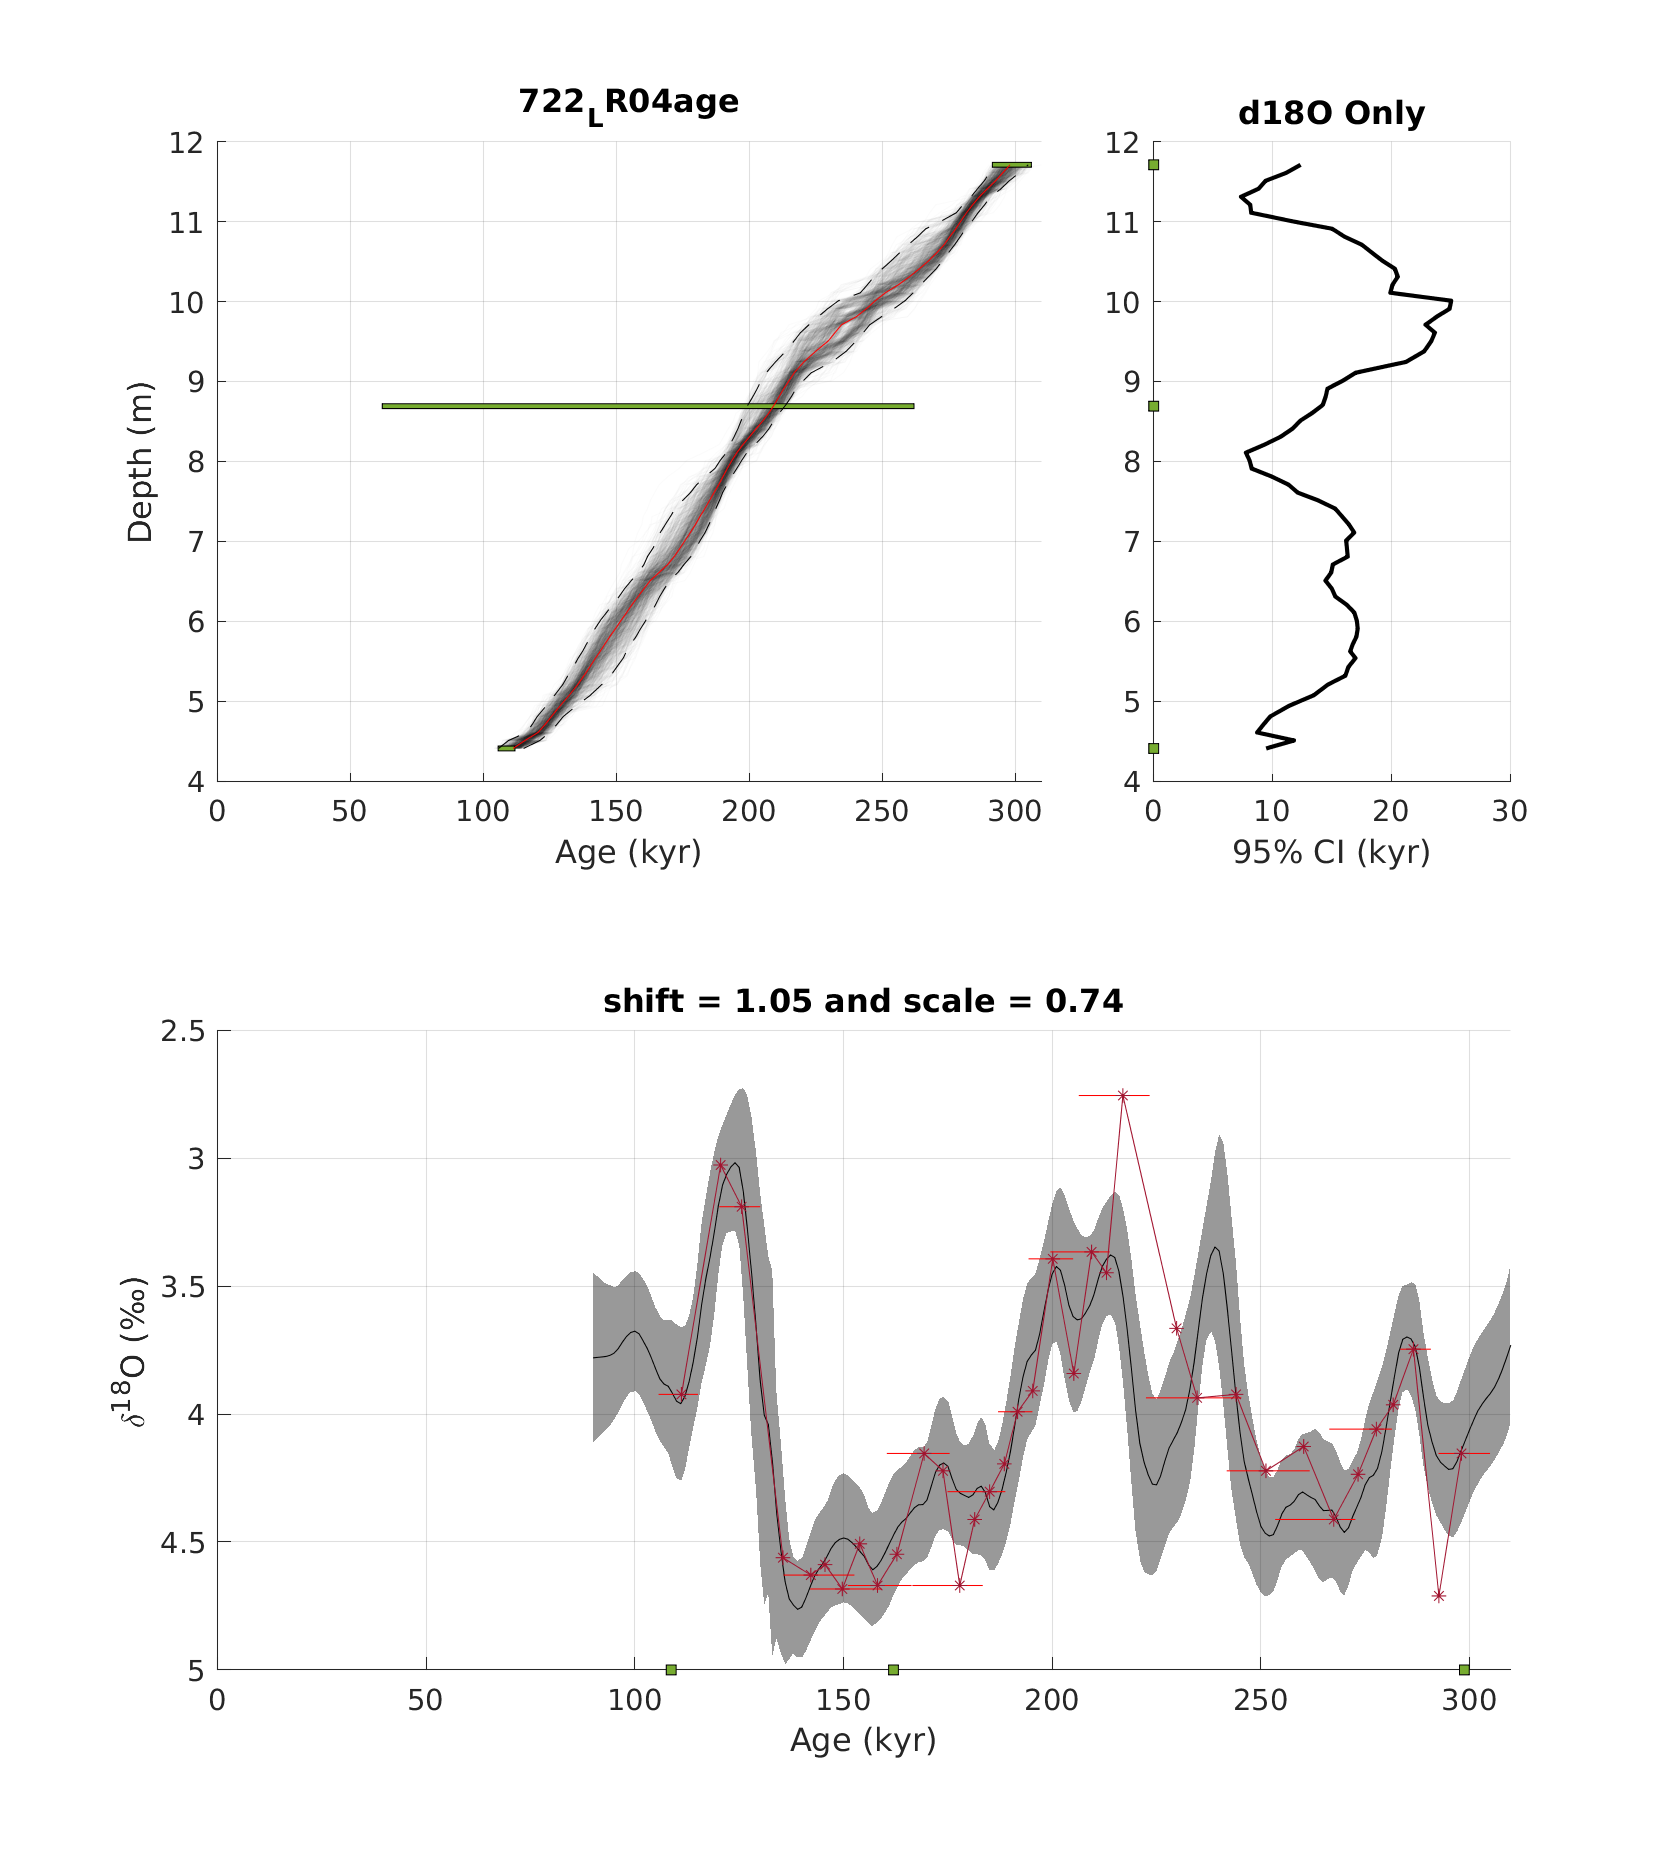 722LR04age
d18O Only
12
11
10
9
8
7
6
5
4
Depth (m)
0 50 100 150 200 250 300
Age (kyr)
12
11
10
9
8
7
6
5
4
0 10 20 30
95% CI (kyr)
shift = 1.05 and scale = 0.74
2.5
3
3.5
4
4.5
5
δ18O (‰)
0 50 100 150 200 250 300
Age (kyr)